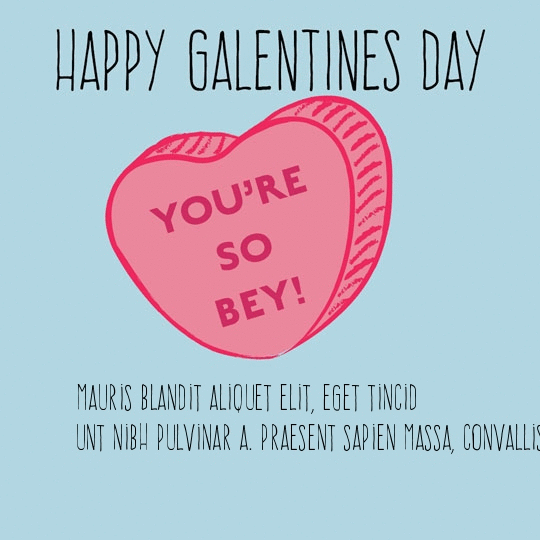 HAPPY GALENTINES DAY
YOU'RE
SO
BEY!
MAURIS BLANDIT ALIQUET ELIT, EGET TINCID
UNT NIBH PULVINAR A. PRAESENT SAPIEN MASSA, CONVALLIS